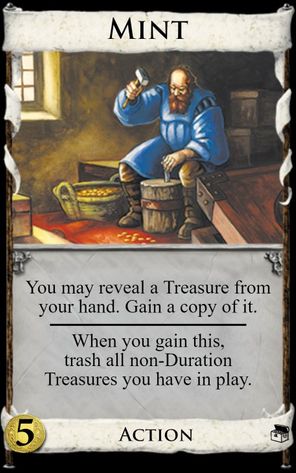 MINT
You may reveal a Treasure from
your hand. Gain a copy of it.
When you gain this,
trash all non-Duration
Treasures you have in play.
5
ACTION